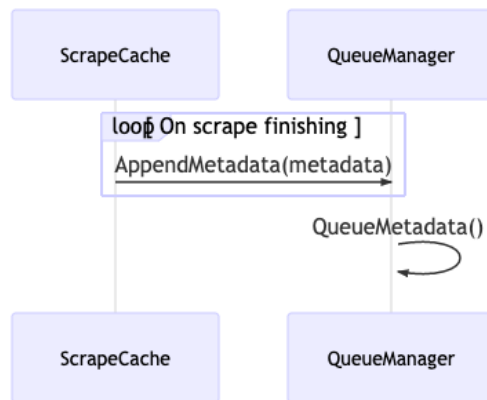 ScrapeCache QueueManager
loop [ On scrape finishing ]
AppendMetadata(metadata)
QueueMetadata()
ScrapeCache QueueManager